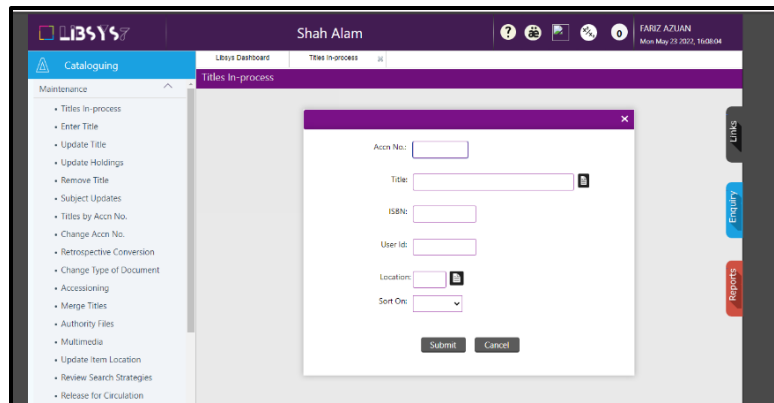 LiBSYS7
Shah Alam
? æ x²/x₂ 0
FARIZ AZUAN
Mon May 23 2022, 16:08:04
Cataloguing
Libsys Dashboard
Titles In-process
Titles In-process
Maintenance
• Titles In-process
• Enter Title
• Update Title
• Update Holdings
• Remove Title
• Subject Updates
• Titles by Accn No.
• Change Accn No.
• Retrospective Conversion
• Change Type of Document
• Accessioning
• Merge Titles
• Authority Files
• Multimedia
• Update Item Location
• Review Search Strategies
• Release for Circulation
Accn No.:
Title:
ISBN:
User Id:
Location:
Sort On:
Submit Cancel
Links
Enquiry
Reports